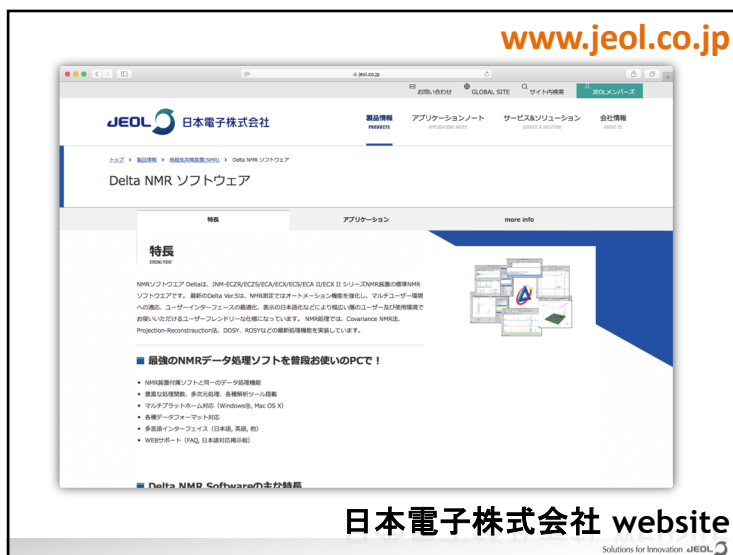 www.jeol.co.jp
jeol.co.jp
お問い合わせ GLOBAL SITE サイト内検索 JEOLメンバーズ
JEOL 日本電子株式会社
製品情報 アプリケーションノート サービス&ソリューション 会社情報
PRODUCTS APPLICATIONS NOTES SERVICE & SOLUTION ABOUT US
トップ > 製品情報 > 核磁気共鳴装置(NMR) > Delta NMR ソフトウエア
Delta NMR ソフトウェア
特長 アプリケーション more info
特長
STRONG POINT
NMRソフトウエア Deltaは、JNM-ECZR/ECZS/ECA/ECX/ECS/ECA II/ECX II シリーズNMR装置の標準NMR
ソフトウエアです。 最新のDelta Ver.5は、NMR測定ではオートメーション機能を強化し、マルチユーザー環境
への適応、ユーザーインターフェースの最適化、表示の日本語化などにより幅広い層のユーザー及び使用環境で
お使いいただけるユーザーフレンドリーな仕様になっています。 NMR処理では、Covariance NMR法、
Projection-Reconstrauction法、DOSY、ROSYなどの最新処理機能を実装しています。
最強のNMRデータ処理ソフトを普段お使いのPCで！
• NMR装置付属ソフトと同一のデータ処理機能
• 豊富な処理関数、多次元処理、各種解析ツール搭載
• マルチプラットホーム対応（Windows®, Mac OS X）
• 各種データフォーマット対応
• 多言語インターフェイス（日本語, 英語, 他）
• WEBサポート（FAQ, 日本語対応掲示板）
Delta NMR Softwareの主な特長
日本電子株式会社 website
Solutions for Innovation JEOL